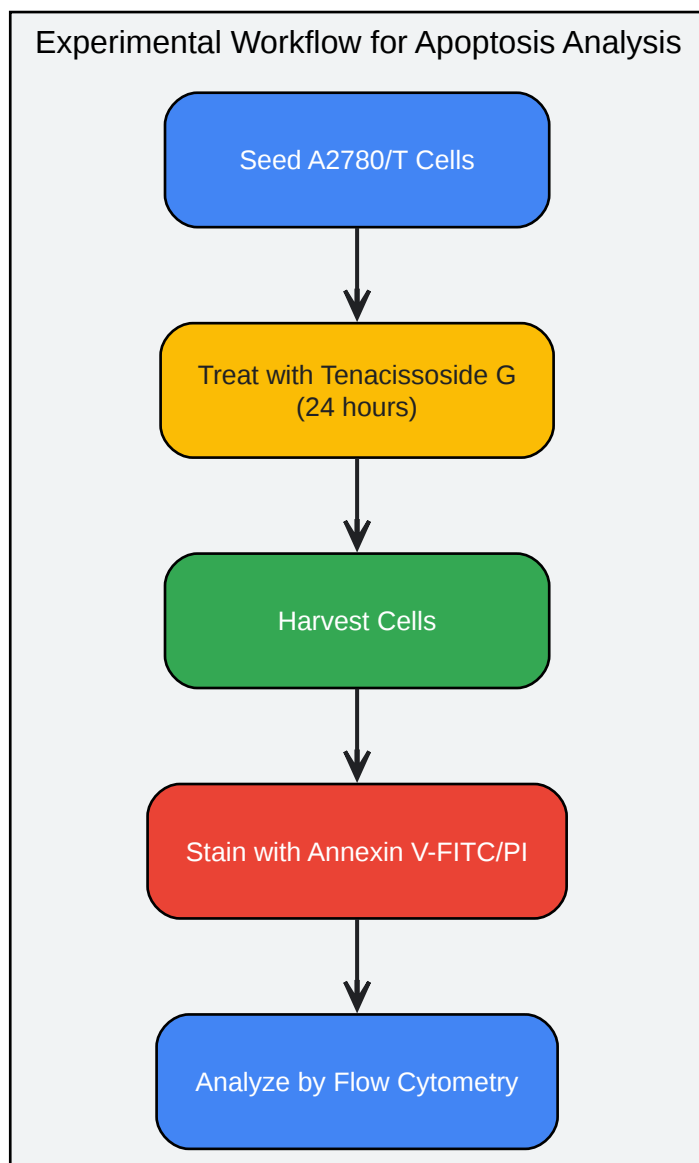 Experimental Workflow for Apoptosis Analysis
Seed A2780/T Cells
Treat with Tenacissoside G
(24 hours)
Harvest Cells
Stain with Annexin V-FITC/PI
Analyze by Flow Cytometry